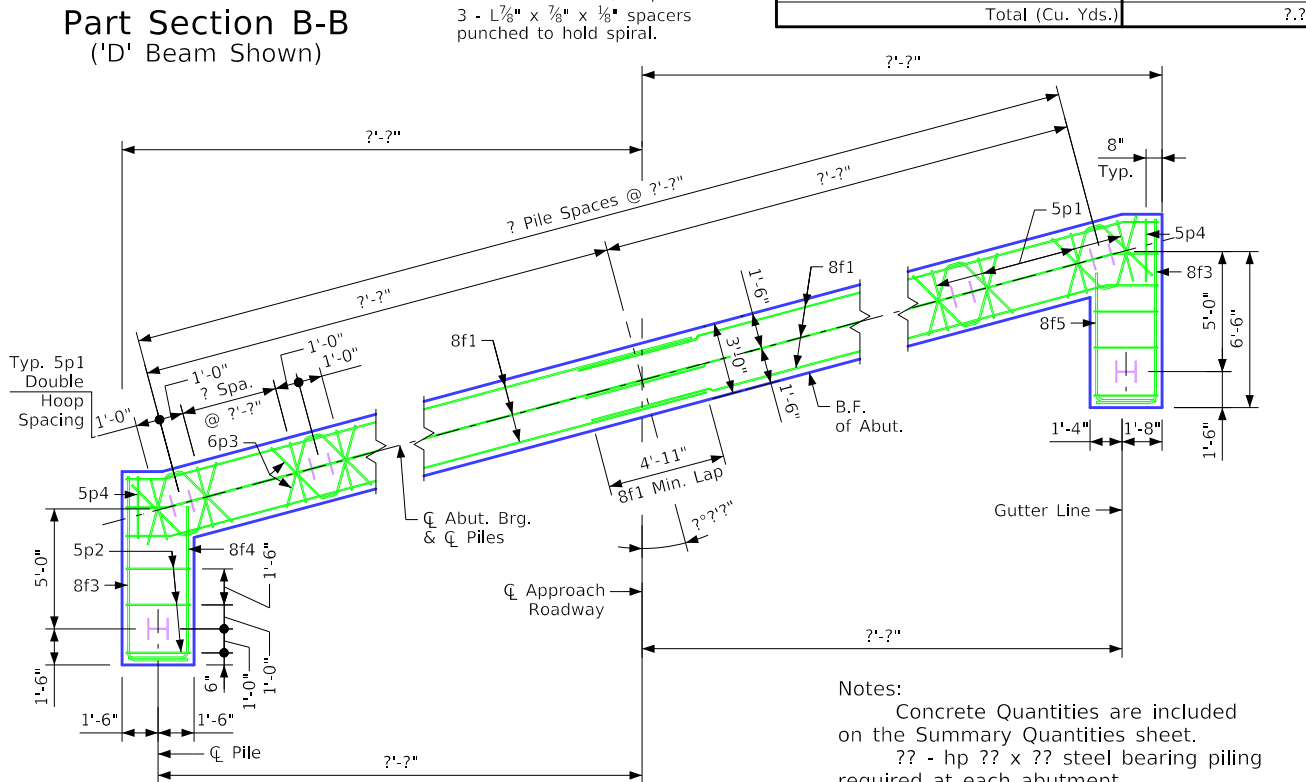 Part Section B-B
('D' Beam Shown)
3 - L⅞" x ⅞" x ⅛" spacers
punched to hold spiral.
Total (Cu. Yds.)
?.?
?'-?"
?'-?"
8"
Typ.
? Pile Spaces @ ?'-?"
?'-?"
5p1
5p4
?'-?"
8f1
1'-6"
8f3
5'-0"
6'-6"
8f5
8f1
3'-0"
1'-6"
Typ. 5p1
Double
Hoop
Spacing
1'-0"
1'-0"
? Spa.
@ ?'-?"
1'-0"
1'-0"
6p3
B.F.
of Abut.
1'-4"
1'-8"
1'-6"
4'-11"
8f1 Min. Lap
5p4
?°?'?"
Gutter Line
℄ Abut. Brg.
& ℄ Piles
5p2
8f4
5'-0"
8f3
1'-6"
℄ Approach
Roadway
?'-?"
1'-6"
6"
1'-0"
1'-0"
1'-6"
1'-6"
℄ Pile
?'-?"
Notes:
Concrete Quantities are included
on the Summary Quantities sheet.
?? - hp ?? x ?? steel bearing piling
required at each abutment